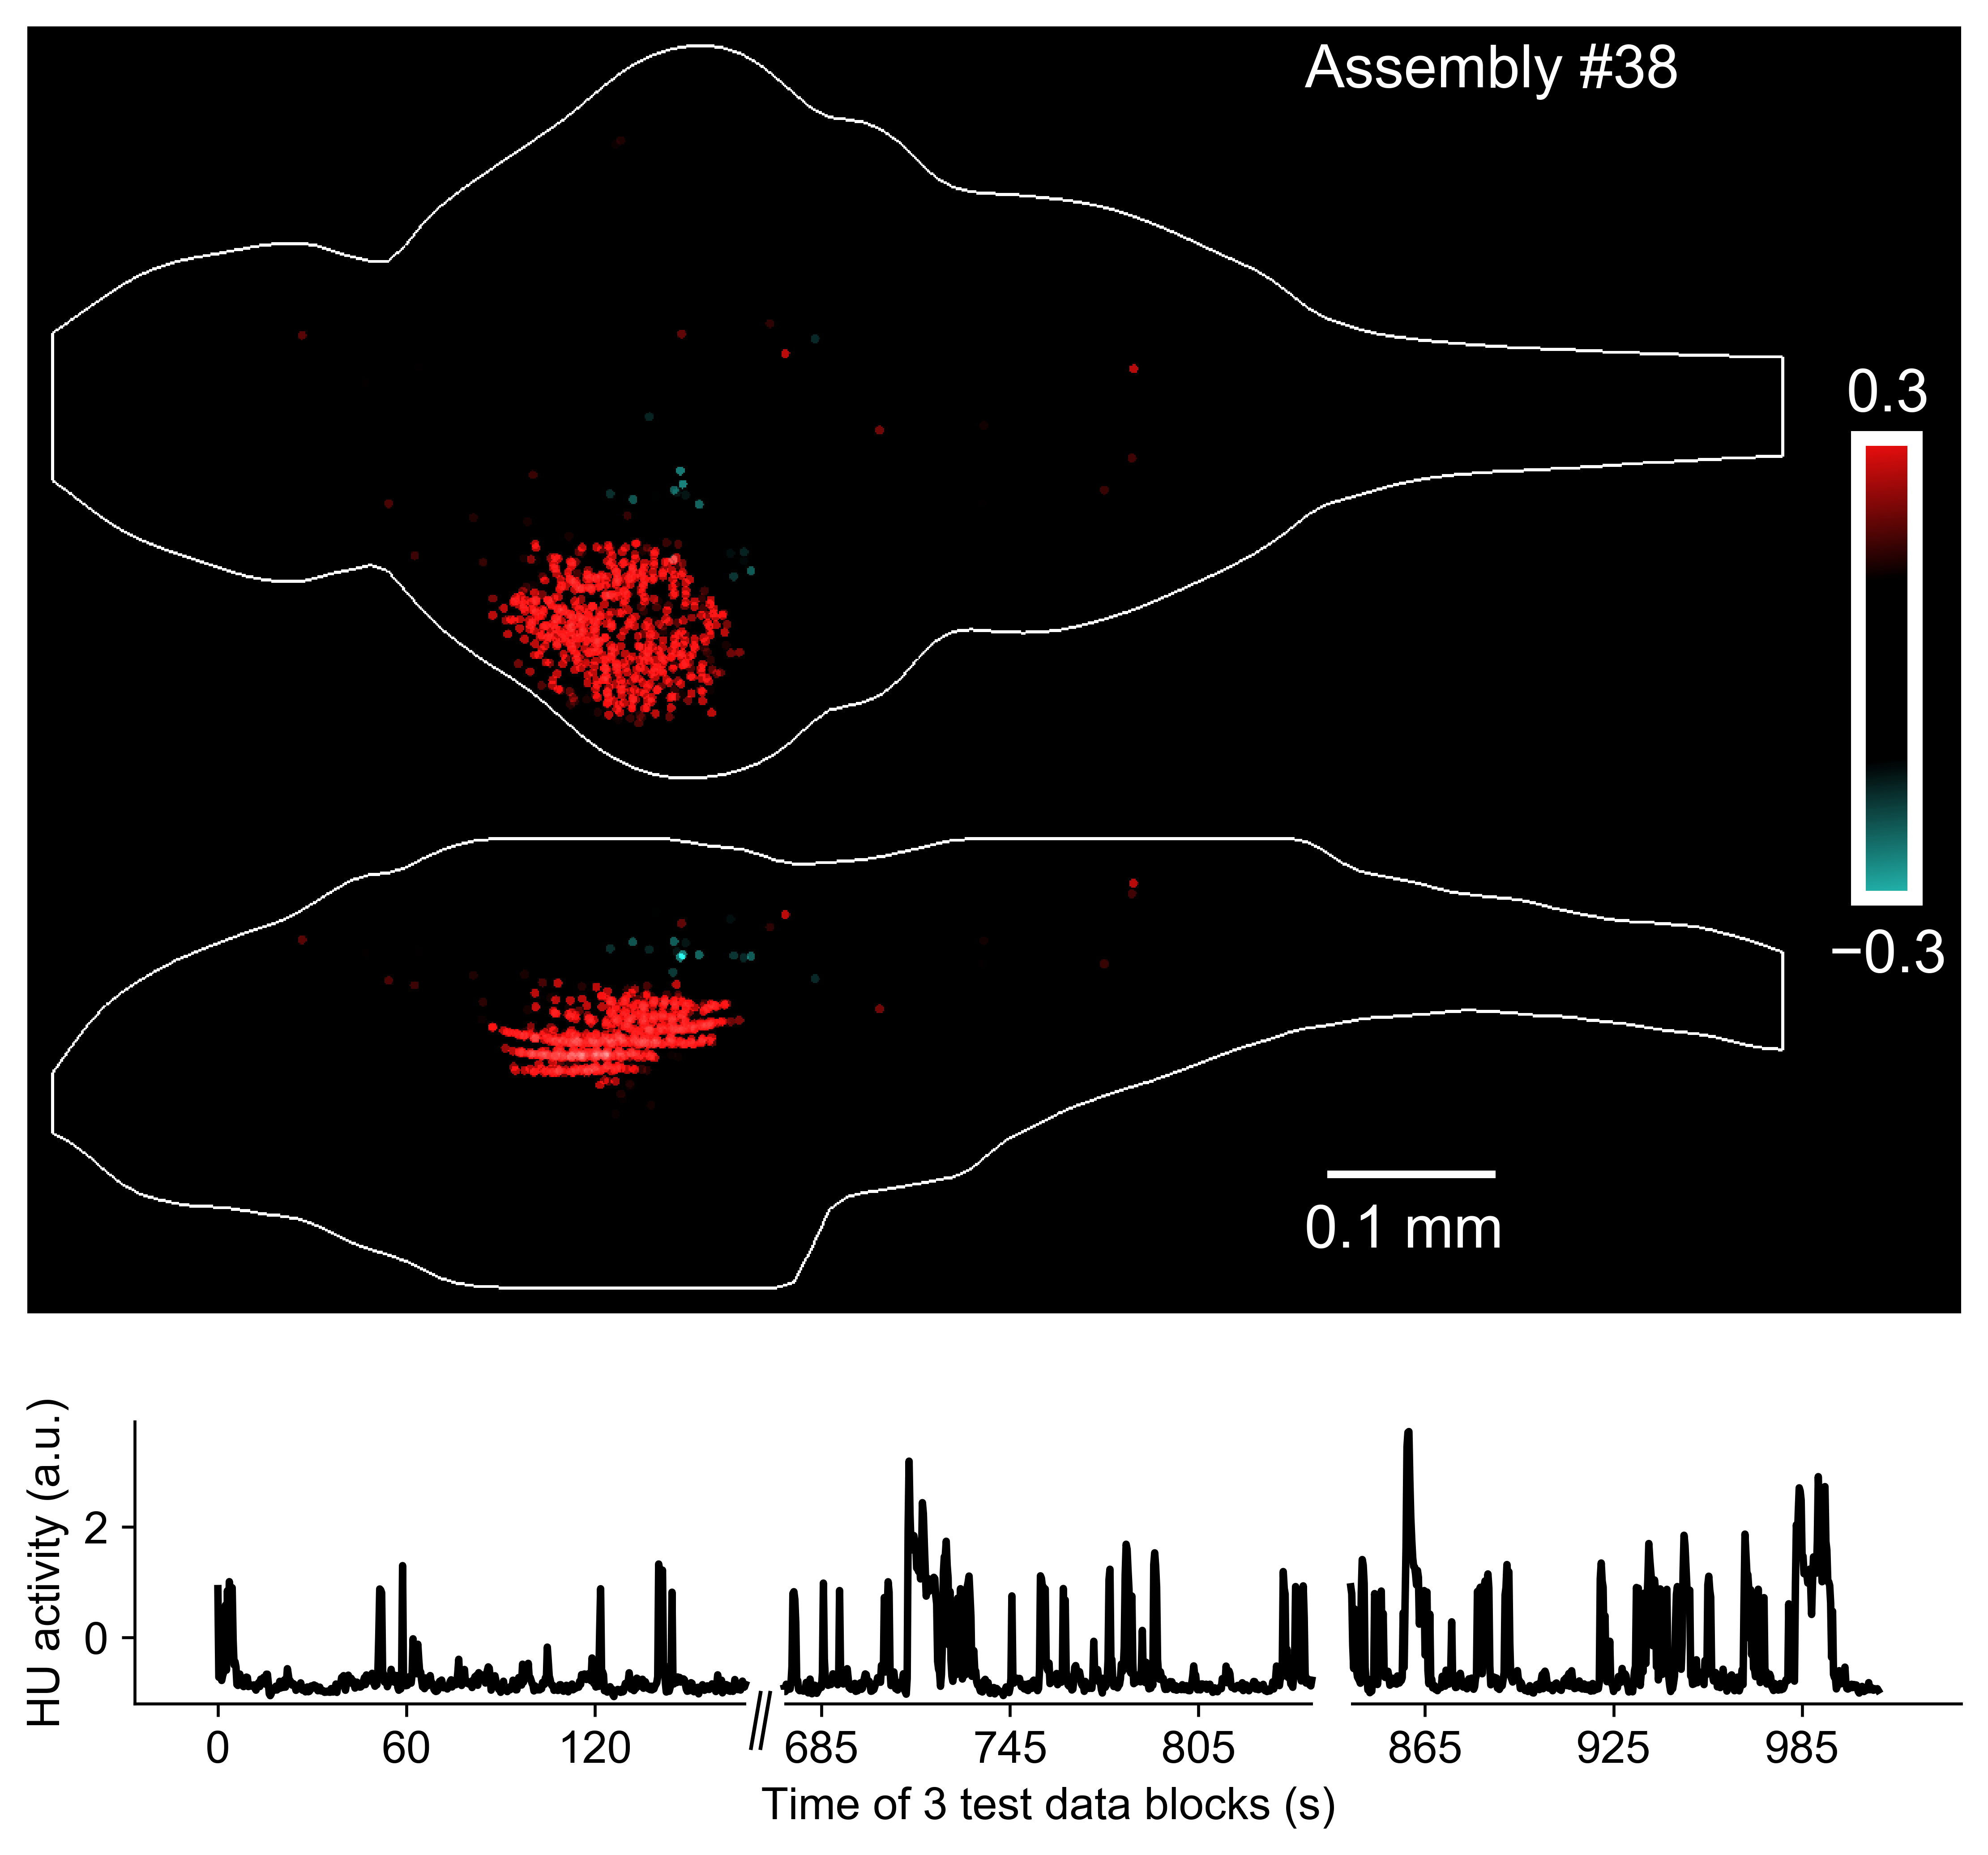 Assembly #38
0.3
−0.3
0.1 mm
HU activity (a.u.)
2
0
0 60 120 685 745 805 865 925 985
Time of 3 test data blocks (s)